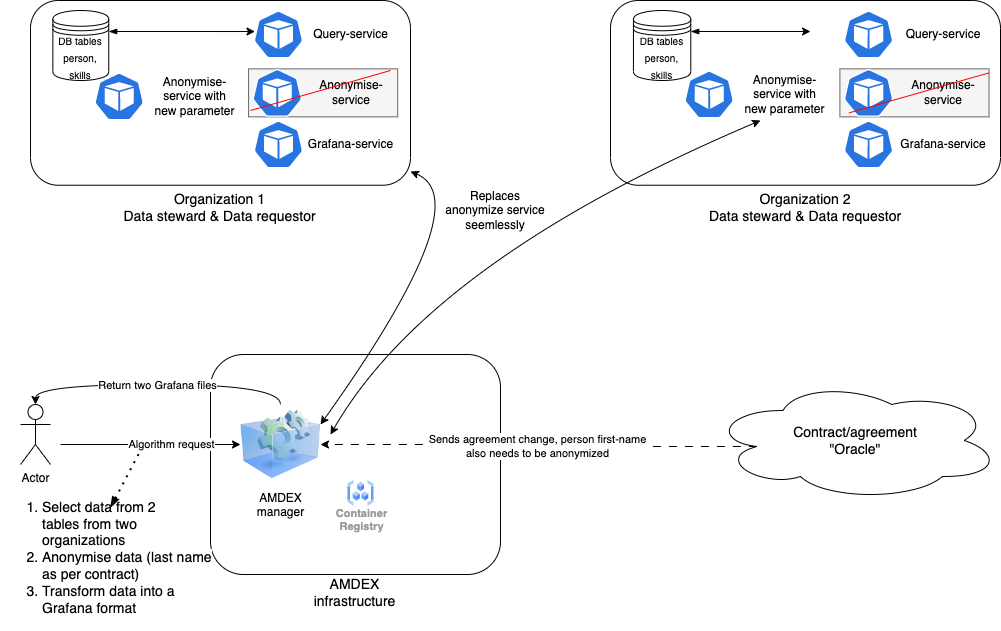 DB tables
person,
skills
Query-service
Anonymise-
service with
new parameter
Anonymise-
service
Grafana-service
Organization 1
Data steward & Data requestor
DB tables
person,
skills
Query-service
Anonymise-
service with
new parameter
Anonymise-
service
Grafana-service
Organization 2
Data steward & Data requestor
Replaces
anonymize service
seemlessly
Return two Grafana files
Algorithm request
Actor
1. Select data from 2
tables from two
organizations
2. Anonymise data (last name
as per contract)
3. Transform data into a
Grafana format
AMDEX
manager
Container
Registry
AMDEX
infrastructure
Sends agreement change, person first-name
also needs to be anonymized
Contract/agreement
"Oracle"